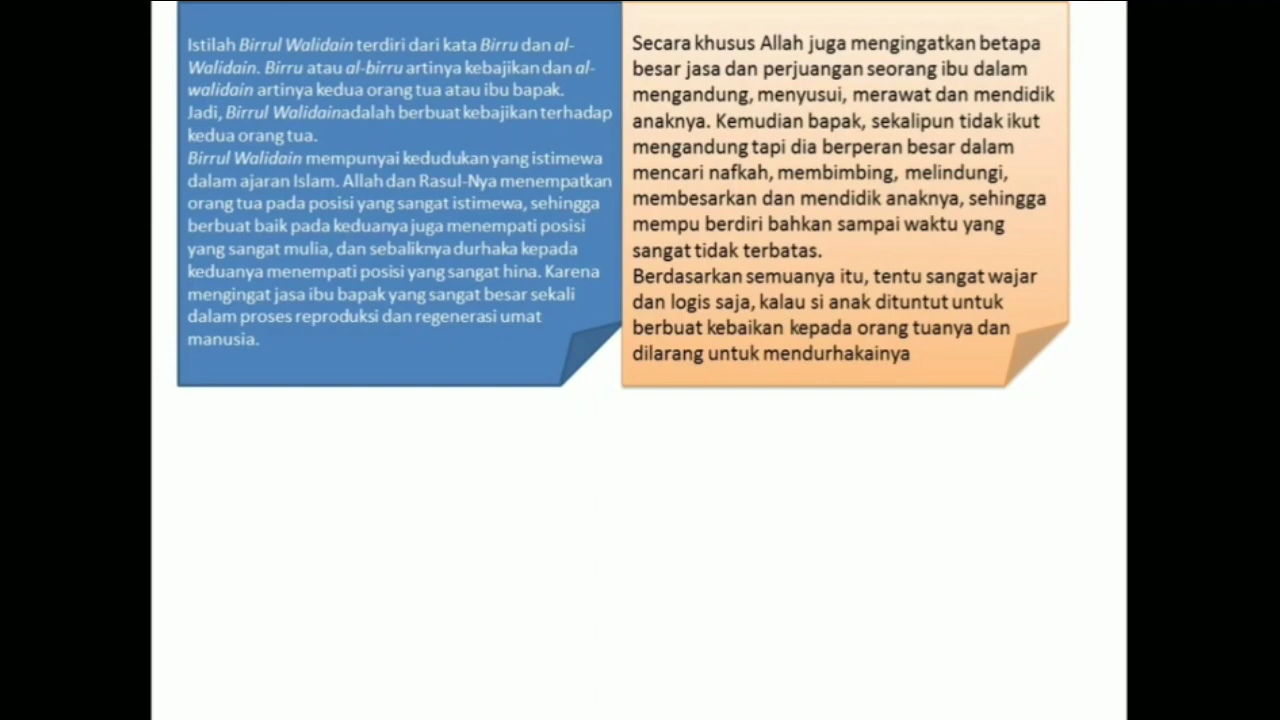 Istilah Birrul Walidain terdiri dari kata Birru dan al-
Walidain. Birru atau al-birru artinya kebajikan dan al-
walidain artinya kedua orang tua atau ibu bapak.
Jadi, Birrul Walidainadalah berbuat kebajikan terhadap
kedua orang tua.
Birrul Walidain mempunyai kedudukan yang istimewa
dalam ajaran Islam. Allah dan Rasul-Nya menempatkan
orang tua pada posisi yang sangat istimewa, sehingga
berbuat baik pada keduanya juga menempati posisi
yang sangat mulia, dan sebaliknya durhaka kepada
keduanya menempati posisi yang sangat hina. Karena
mengingat jasa ibu bapak yang sangat besar sekali
dalam proses reproduksi dan regenerasi umat
manusia.
Secara khusus Allah juga mengingatkan betapa
besar jasa dan perjuangan seorang ibu dalam
mengandung, menyusui, merawat dan mendidik
anaknya. Kemudian bapak, sekalipun tidak ikut
mengandung tapi dia berperan besar dalam
mencari nafkah, membimbing, melindungi,
membesarkan dan mendidik anaknya, sehingga
mempu berdiri bahkan sampai waktu yang
sangat tidak terbatas.
Berdasarkan semuanya itu, tentu sangat wajar
dan logis saja, kalau si anak dituntut untuk
berbuat kebaikan kepada orang tuanya dan
dilarang untuk mendurhakainya